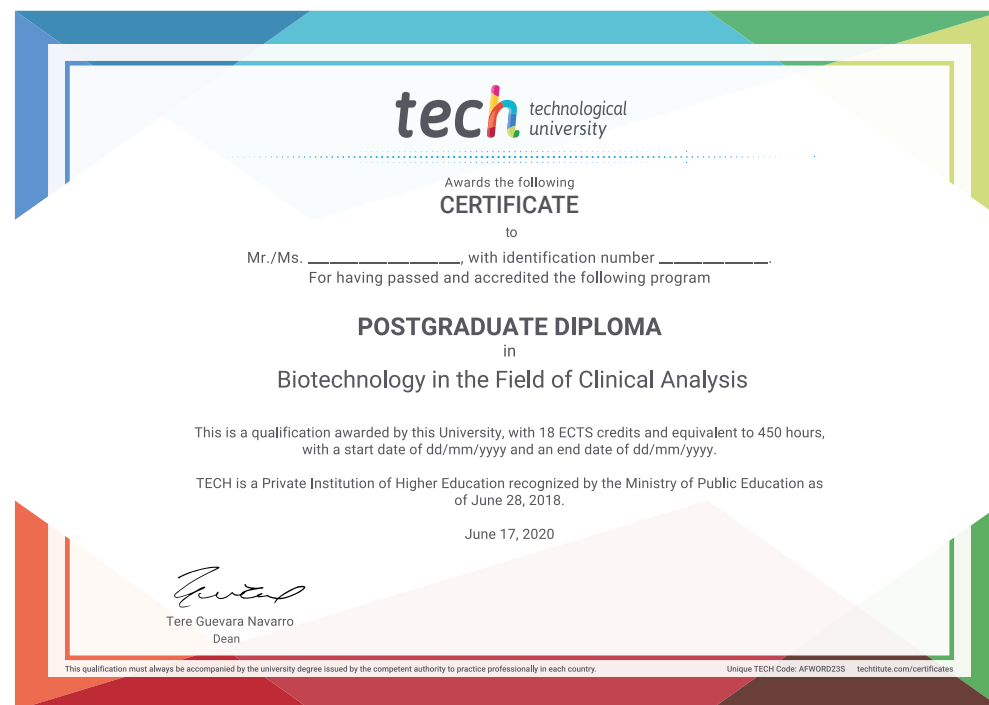 tech technological
university
Awards the following
CERTIFICATE
to
Mr./Ms. ____________________, with identification number ______________.
For having passed and accredited the following program
POSTGRADUATE DIPLOMA
in
Biotechnology in the Field of Clinical Analysis
This is a qualification awarded by this University, with 18 ECTS credits and equivalent to 450 hours,
with a start date of dd/mm/yyyy and an end date of dd/mm/yyyy.
TECH is a Private Institution of Higher Education recognized by the Ministry of Public Education as
of June 28, 2018.
June 17, 2020
Tere Guevara Navarro
Dean
This qualification must always be accompanied by the university degree issued by the competent authority to practice professionally in each country.
Unique TECH Code: AFWORD23S techtitute.com/certificates